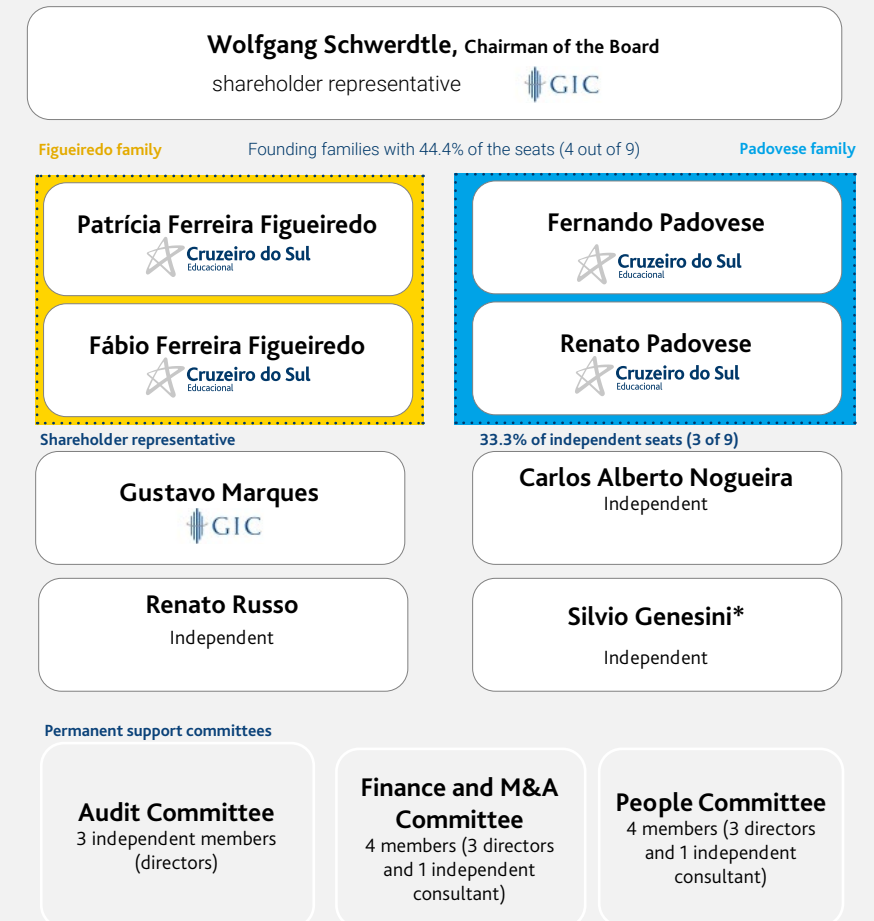 Wolfgang Schwerdtle, Chairman of the Board
shareholder representative GIC
Figueiredo family
Founding families with 44.4% of the seats (4 out of 9)
Padovese family
Patrícia Ferreira Figueiredo
Cruzeiro do Sul
Educacional
Fábio Ferreira Figueiredo
Cruzeiro do Sul
Educacional
Fernando Padovese
Cruzeiro do Sul
Educacional
Renato Padovese
Cruzeiro do Sul
Educacional
Shareholder representative
33.3% of independent seats (3 of 9)
Gustavo Marques
GIC
Carlos Alberto Nogueira
Independent
Renato Russo
Independent
Silvio Genesini*
Independent
Permanent support committees
Audit Committee
3 independent members
(directors)
Finance and M&A
Committee
4 members (3 directors
and 1 independent
consultant)
People Committee
4 members (3 directors
and 1 independent
consultant)